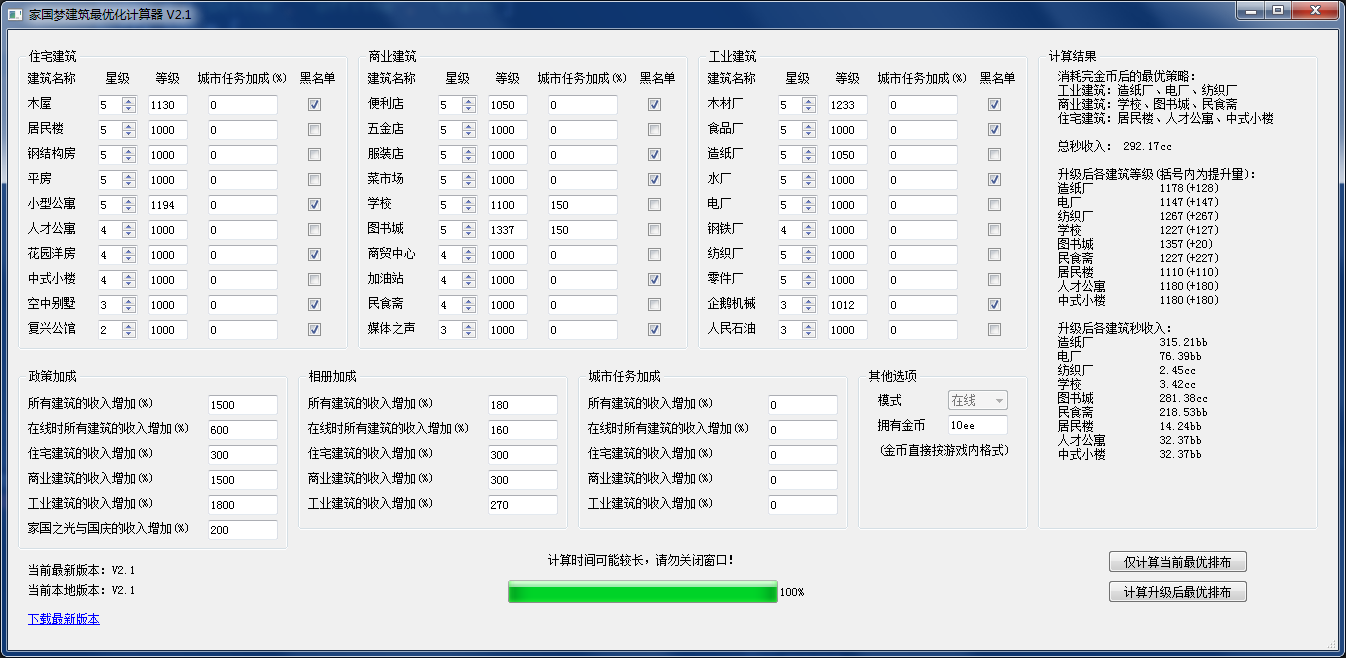 家国梦建筑最优化计算器 V2.1
住宅建筑
建筑名称 星级 等级 城市任务加成(%) 黑名单
木屋 5 1130 0
居民楼 5 1000 0
钢结构房 5 1000 0
平房 5 1000 0
小型公寓 5 1194 0
人才公寓 4 1000 0
花园洋房 4 1000 0
中式小楼 4 1000 0
空中别墅 3 1000 0
复兴公馆 2 1000 0
商业建筑
建筑名称 星级 等级 城市任务加成(%) 黑名单
便利店 5 1050 0
五金店 5 1000 0
服装店 5 1000 0
菜市场 5 1000 0
学校 5 1100 150
图书城 5 1337 150
商贸中心 4 1000 0
加油站 4 1000 0
民食斋 4 1000 0
媒体之声 3 1000 0
工业建筑
建筑名称 星级 等级 城市任务加成(%) 黑名单
木材厂 5 1233 0
食品厂 5 1000 0
造纸厂 5 1050 0
水厂 5 1000 0
电厂 5 1000 0
钢铁厂 4 1000 0
纺织厂 5 1000 0
零件厂 5 1000 0
企鹅机械 3 1012 0
人民石油 3 1000 0
计算结果
消耗完金币后的最优策略:
工业建筑: 造纸厂、电厂、纺织厂
商业建筑: 学校、图书城、民食斋
住宅建筑: 居民楼、人才公寓、中式小楼
总秒收入: 292.17cc
升级后各建筑等级(括号内为提升量):
造纸厂 1178(+128)
电厂 1147(+147)
纺织厂 1267(+267)
学校 1227(+127)
图书城 1357(+20)
民食斋 1227(+227)
居民楼 1110(+110)
人才公寓 1180(+180)
中式小楼 1180(+180)
升级后各建筑秒收入:
造纸厂 315.21bb
电厂 76.39bb
纺织厂 2.45cc
学校 3.42cc
图书城 281.38cc
民食斋 218.53bb
居民楼 14.24bb
人才公寓 32.37bb
中式小楼 32.37bb
政策加成
所有建筑的收入增加(%) 1500
在线时所有建筑的收入增加(%) 600
住宅建筑的收入增加(%) 300
商业建筑的收入增加(%) 1500
工业建筑的收入增加(%) 1800
家国之光与国庆的收入增加(%) 200
相册加成
所有建筑的收入增加(%) 180
在线时所有建筑的收入增加(%) 160
住宅建筑的收入增加(%) 300
商业建筑的收入增加(%) 300
工业建筑的收入增加(%) 270
城市任务加成
所有建筑的收入增加(%) 0
在线时所有建筑的收入增加(%) 0
住宅建筑的收入增加(%) 0
商业建筑的收入增加(%) 0
工业建筑的收入增加(%) 0
其他选项
模式 在线
拥有金币 10ee
(金币直接按游戏内格式)
当前最新版本: V2.1
当前本地版本: V2.1
下载最新版本
计算时间可能较长，请勿关闭窗口!
100%
仅计算当前最优排布
计算升级后最优排布